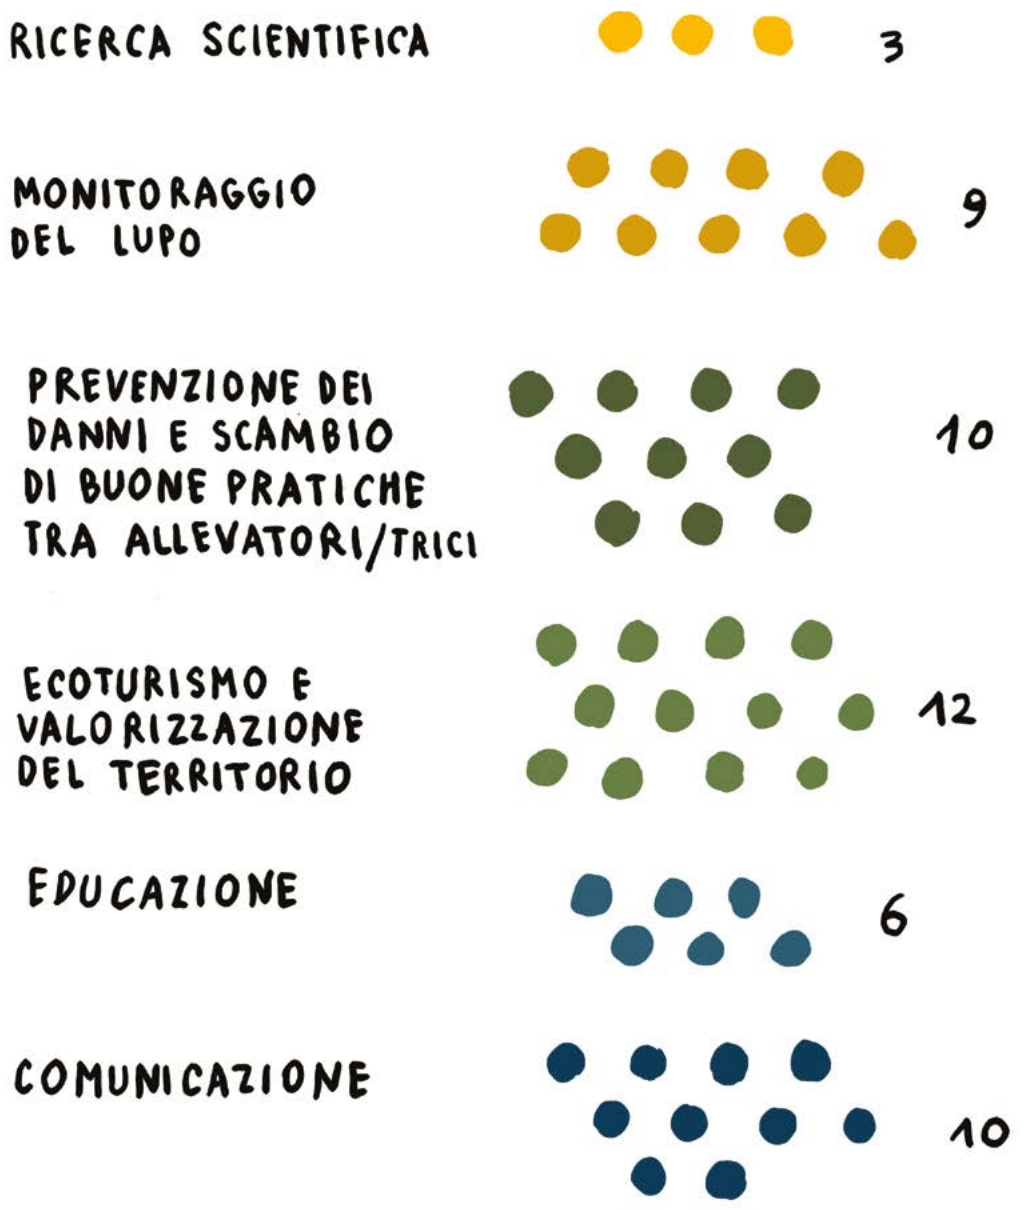 RICERCA SCIENTIFICA
3
MONITORAGGIO
DEL LUPO
9
PREVENZIONE DEI
DANNI E SCAMBIO
DI BUONE PRATICHE
TRA ALLEVATORI/TRICI
10
ECOTURISMO E
VALORIZZAZIONE
DEL TERRITORIO
12
EDUCAZIONE
6
COMUNICAZIONE
10